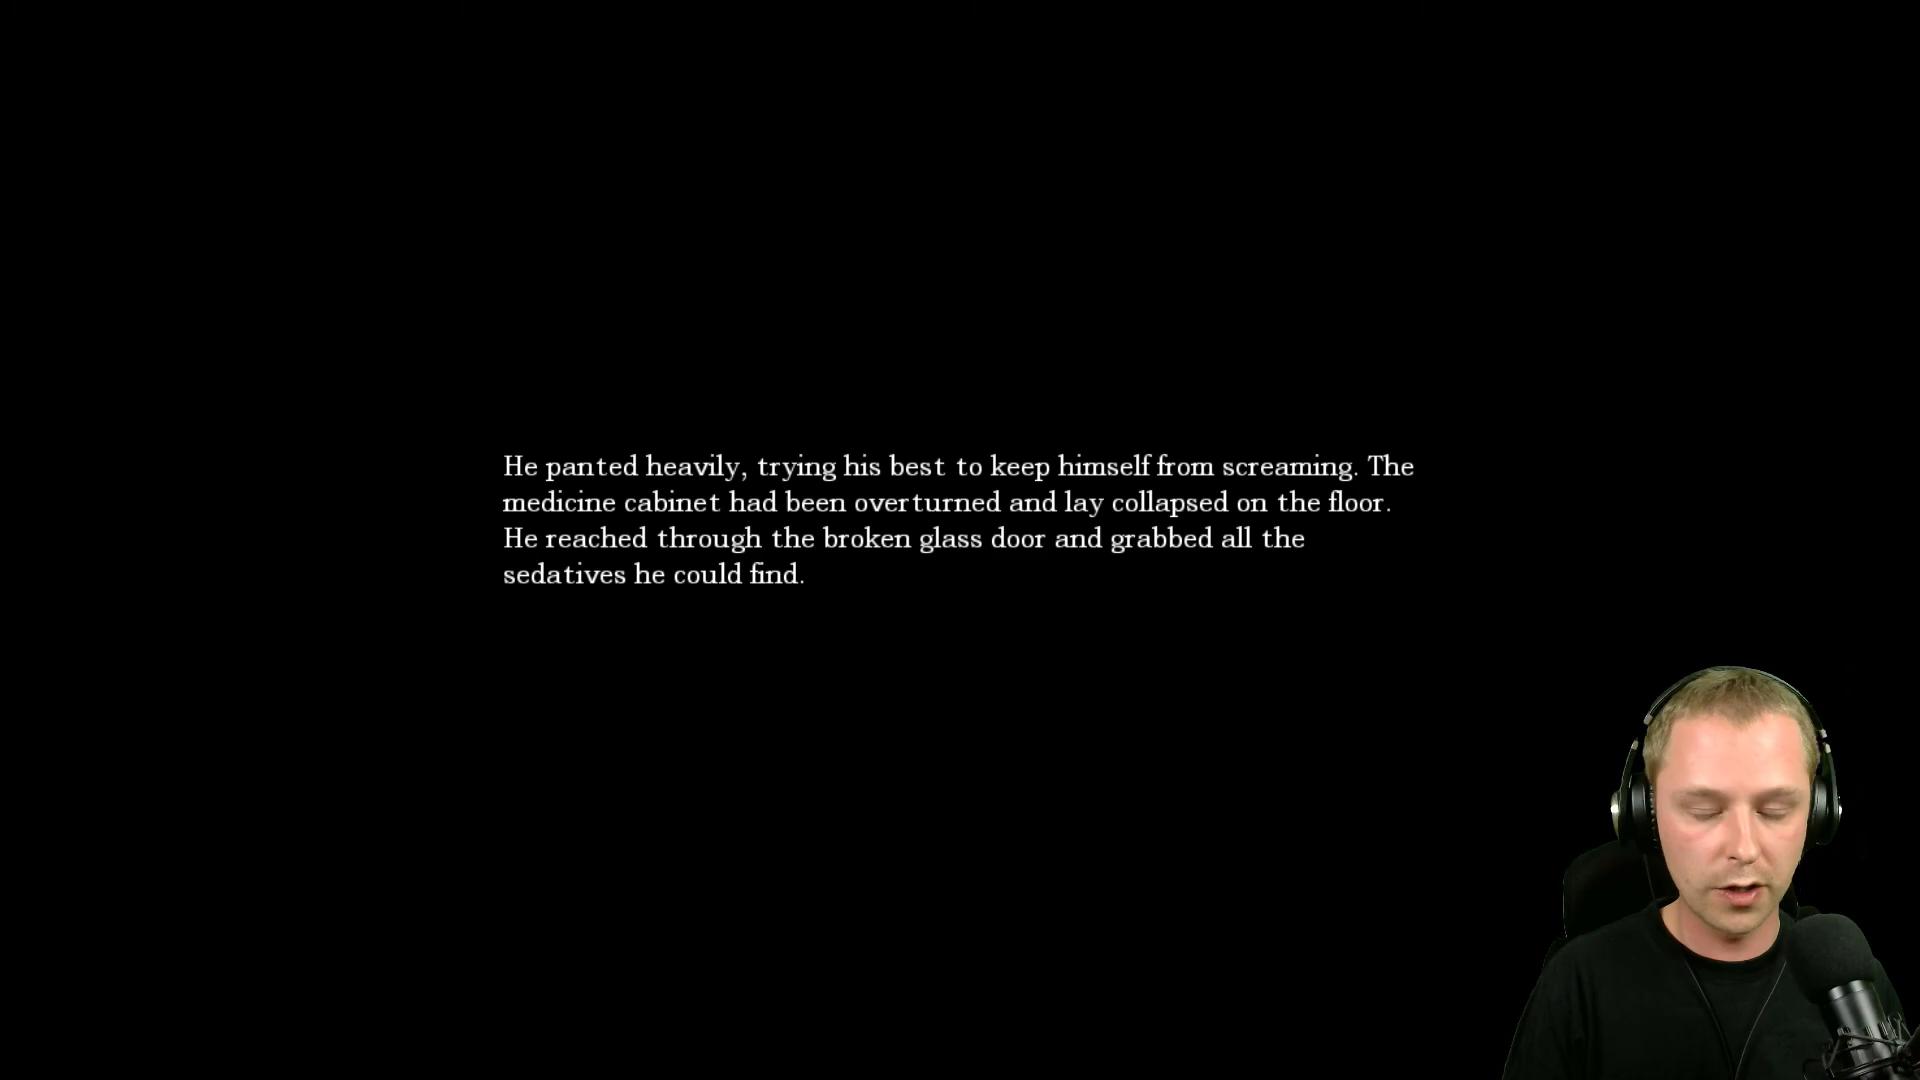 He panted heavily, trying his best to keep himself from screaming. The
medicine cabinet had been overturned and lay collapsed on the floor.
He reached through the broken glass door and grabbed all the
sedatives he could find.